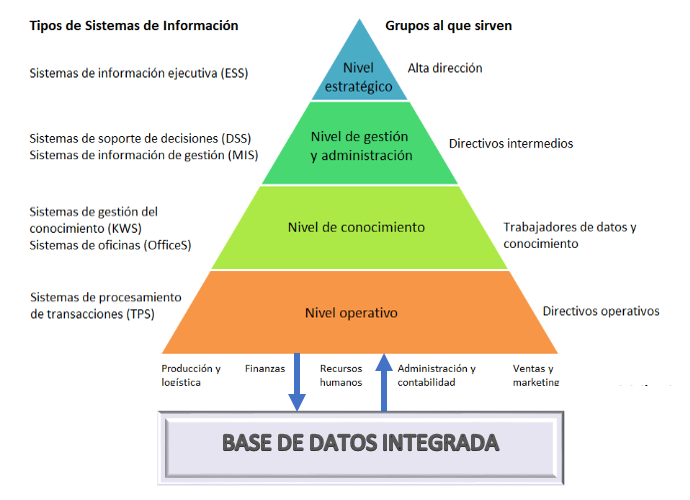 Tipos de Sistemas de Información
Grupos al que sirven
Sistemas de información ejecutiva (ESS)
Nivel
estratégico
Alta dirección
Sistemas de soporte de decisiones (DSS)
Sistemas de información de gestión (MIS)
Nivel de gestión
y administración
Directivos intermedios
Sistemas de gestión del
conocimiento (KWS)
Sistemas de oficinas (OfficeS)
Nivel de conocimiento
Trabajadores de datos y
conocimiento
Sistemas de procesamiento
de transacciones (TPS)
Nivel operativo
Directivos operativos
Producción y
logística
Finanzas
Recursos
humanos
Administración y
contabilidad
Ventas y
marketing
BASE DE DATOS INTEGRADA